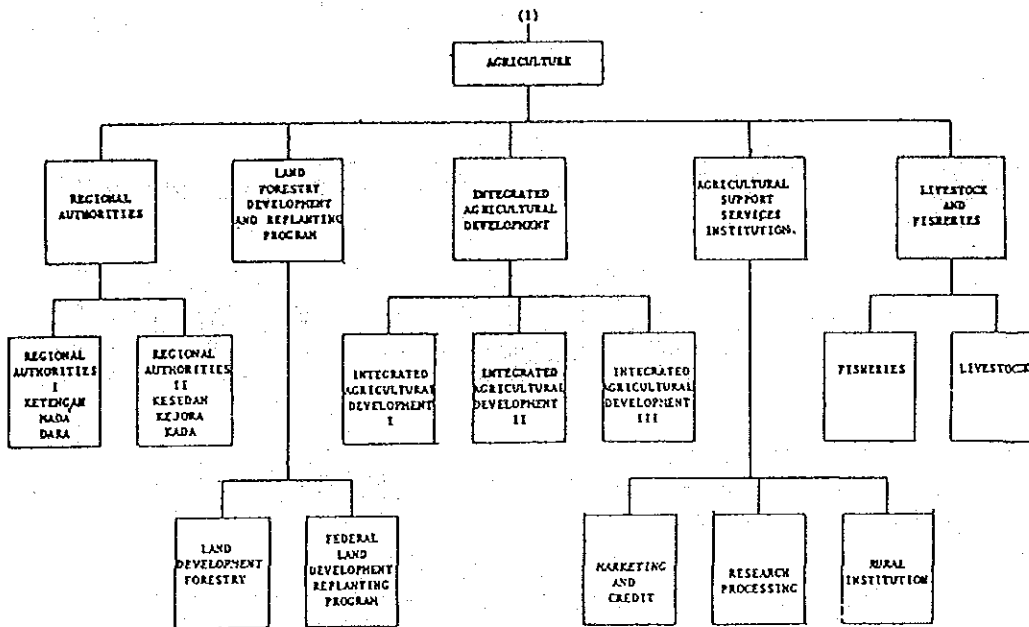 (1)
AGRICULTURE
REGIONAL
AUTHORITIES
LAND
FORESTRY
DEVELOPMENT
AND REPLANTING
PROGRAM
INTEGRATED
AGRICULTURAL
DEVELOPMENT
AGRICULTURAL
SUPPORT
SERVICES
INSTITUTION.
LIVESTOCK
AND
FISHERIES
REGIONAL
AUTHORITIES
I
KETENGAH
MADA
DARA
REGIONAL
AUTHORITIES
II
KESEDAH
KEJORA
KADA
INTEGRATED
AGRICULTURAL
DEVELOPMENT
I
INTEGRATED
AGRICULTURAL
DEVELOPMENT
II
INTEGRATED
AGRICULTURAL
DEVELOPMENT
III
FISHERIES
LIVESTOCK
LAND
DEVELOPMENT
FORESTRY
FEDERAL
LAND
DEVELOPMENT
REPLANTING
PROGRAM
MARKETING
AND
CREDIT
RESEARCH
PROCESSING
RURAL
INSTITUTION